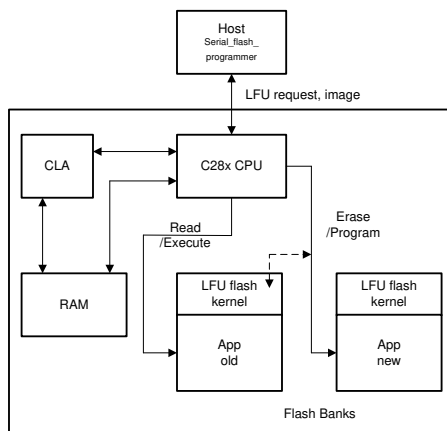 Host
Serial_flash_
programmer
LFU request, image
CLA
C28x CPU
Read
/Execute
Erase
/Program
RAM
LFU flash
kernel
App
old
LFU flash
kernel
App
new
Flash Banks